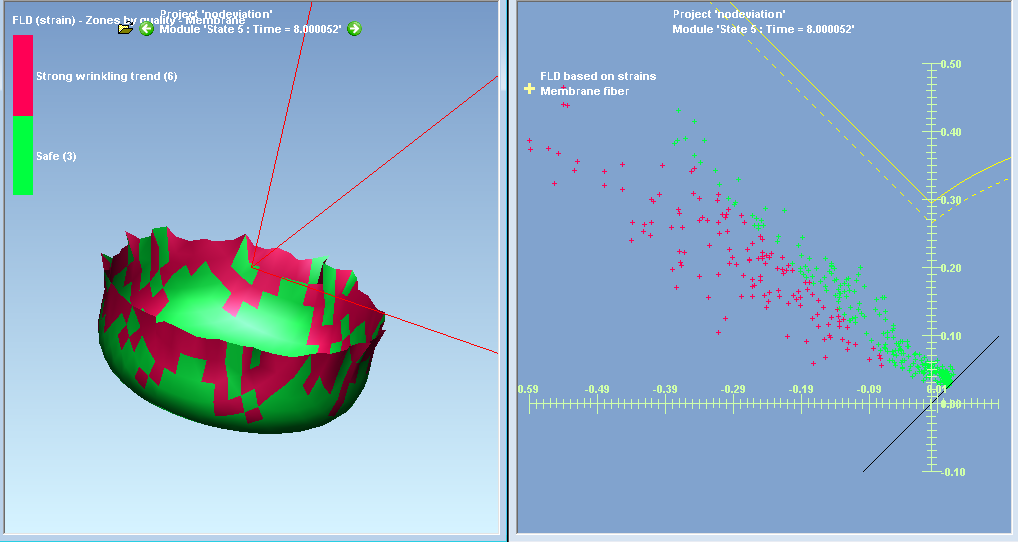 FLD (strain) - Zones by quality - Membrane
Project 'nodeviation'
Module 'State 5 : Time = 8.000052'
Strong wrinkling trend (6)
Safe (3)
Project 'nodeviation'
Module 'State 5 : Time = 8.000052'
FLD based on strains
Membrane fiber
0.50
0.40
0.30
0.20
0.10
0.59 -0.49 -0.39 -0.29 -0.19 -0.09 0.01
0.00
-0.10